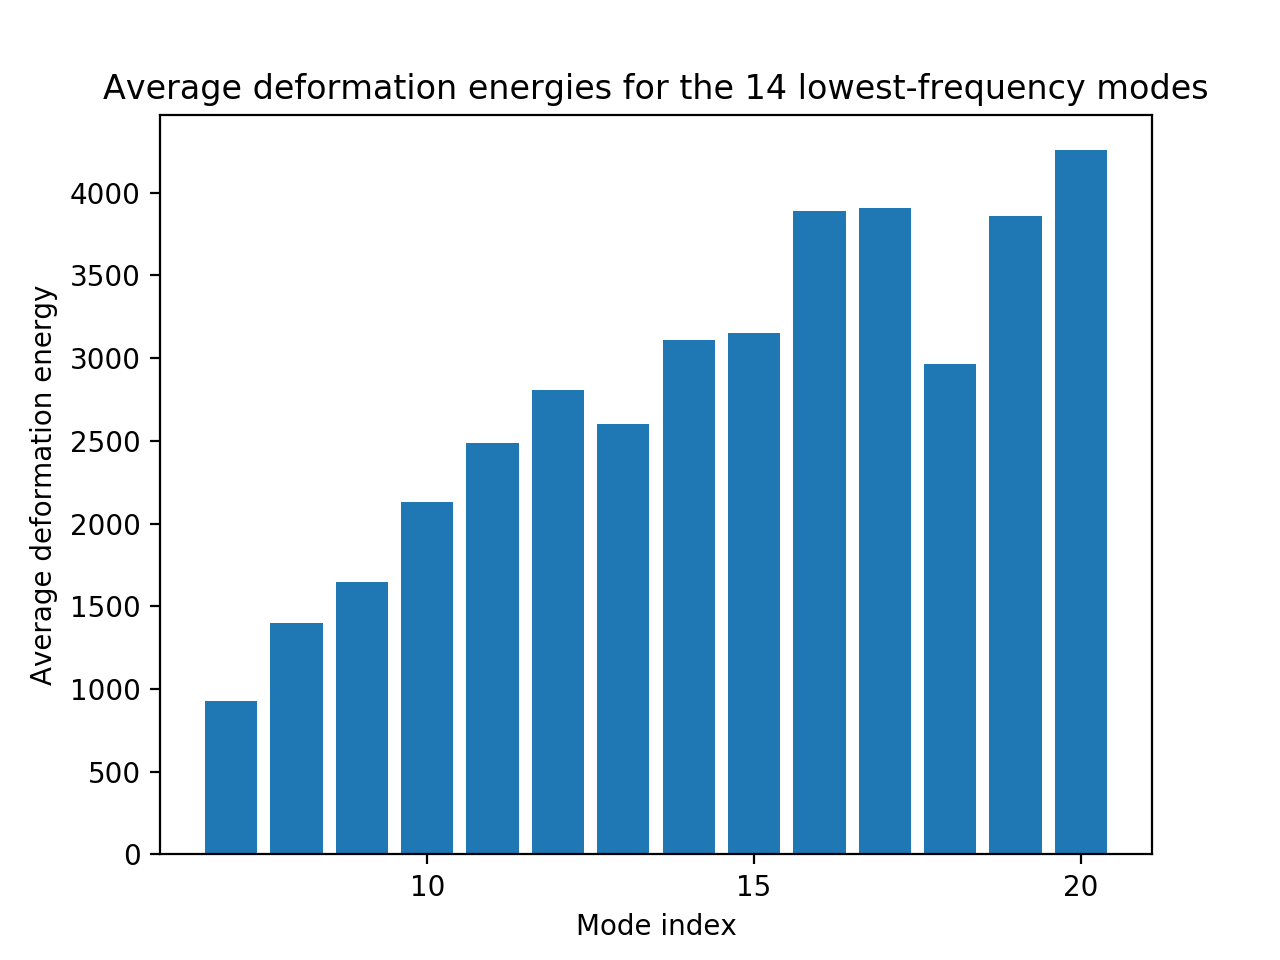 Average deformation energies for the 14 lowest-frequency modes
4000
3500
3000
2500
2000
1500
1000
500
0
Average deformation energy
10 15 20
Mode index